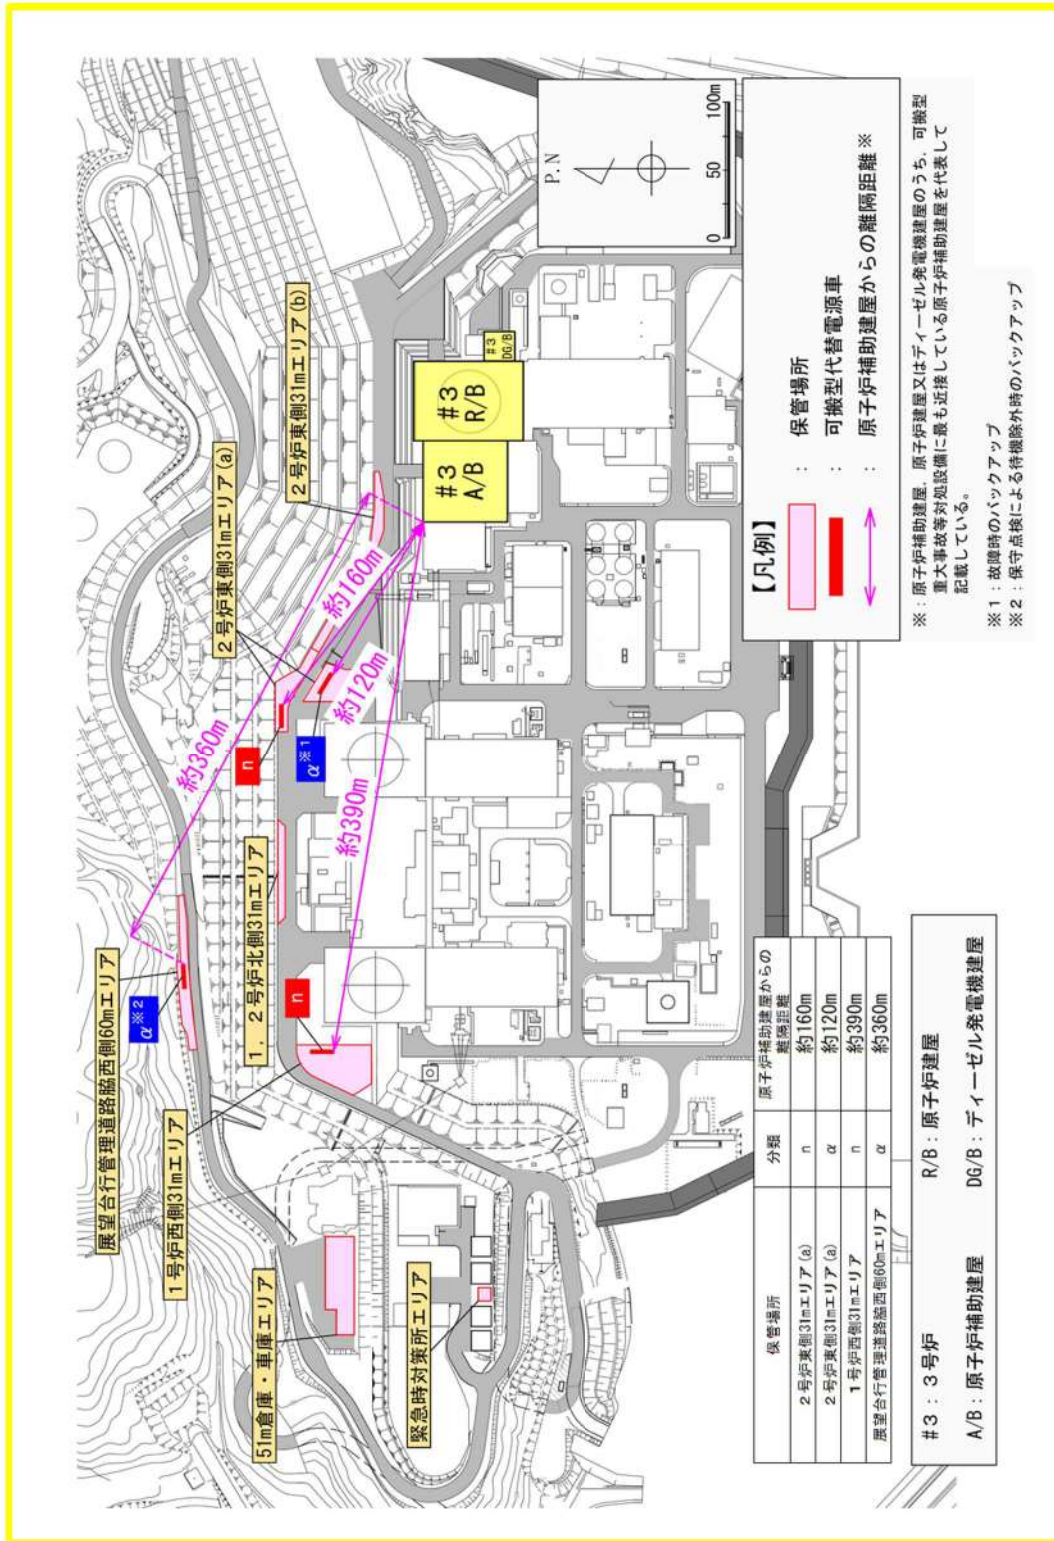 展望台行管理道路脇西側60mエリア
α※2
1号炉西側31mエリア
51m倉庫・車庫エリア
緊急時対策所エリア
1,2号炉北側31mエリア
n
n
α※1
2号炉東側31mエリア(a)
2号炉東側31mエリア(b)
約360m
約160m
約120m
約390m
#3
A/B
#3
R/B
#3
DG/B
P.N
0 50 100m
【凡例】
: 保管場所
: 可搬型代替電源車
: 原子炉補助建屋からの離隔距離※
※:原子炉補助建屋,原子炉建屋又はディーゼル発電機建屋のうち,可搬型
重大事故等対処設備に最も近接している原子炉補助建屋を代表して
記載している。
※1:故障時のバックアップ
※2:保守点検による待機除外時のバックアップ
保管場所 分類 原子炉補助建屋からの
離隔距離
2号炉東側31mエリア(a) n 約160m
2号炉東側31mエリア(a) α 約120m
1号炉西側31mエリア n 約390m
展望台行管理道路脇西側60mエリア α 約360m
#3:3号炉 R/B:原子炉建屋
A/B:原子炉補助建屋 DG/B:ディーゼル発電機建屋